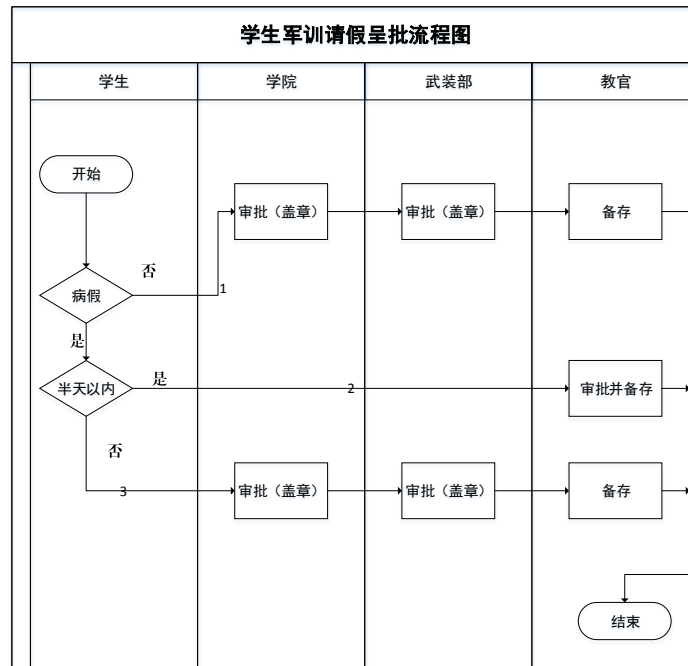 学生军训请假呈批流程图
学生 学院 武装部 教官
开始
审批（盖章） 审批（盖章） 备存
否
1
病假
是
半天以内 是 2 审批并备存
否
3 审批（盖章） 审批（盖章） 备存
结束